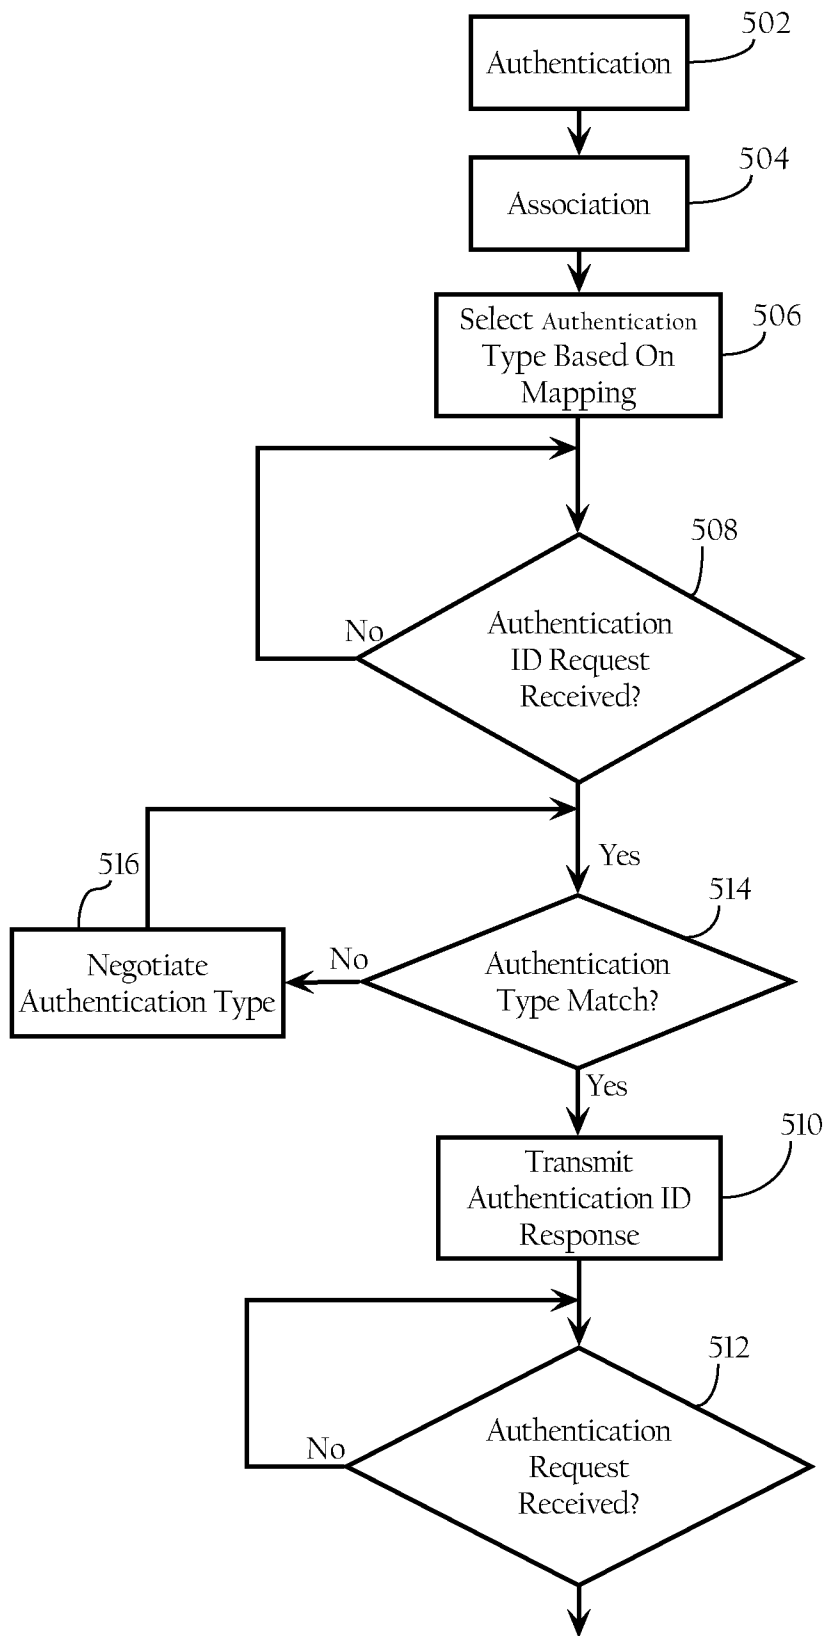 502
Authentication
504
Association
506
Select Authentication
Type Based On
Mapping
508
No
Authentication
ID Request
Received?
Yes
516
514
Negotiate
Authentication Type
No
Authentication
Type Match?
Yes
510
Transmit
Authentication ID
Response
512
No
Authentication
Request
Received?